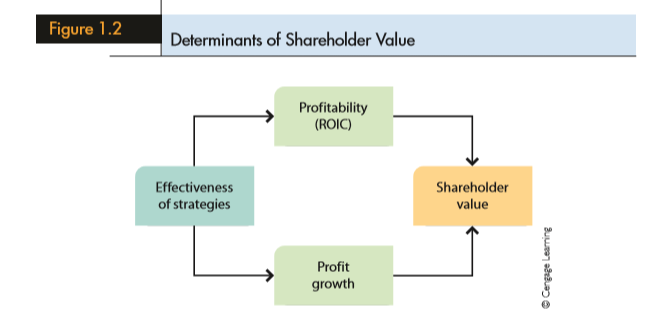 Figure 1.2
Determinants of Shareholder Value
Profitability
(ROIC)
Effectiveness
of strategies
Shareholder
value
Profit
growth
© Cengage Learning